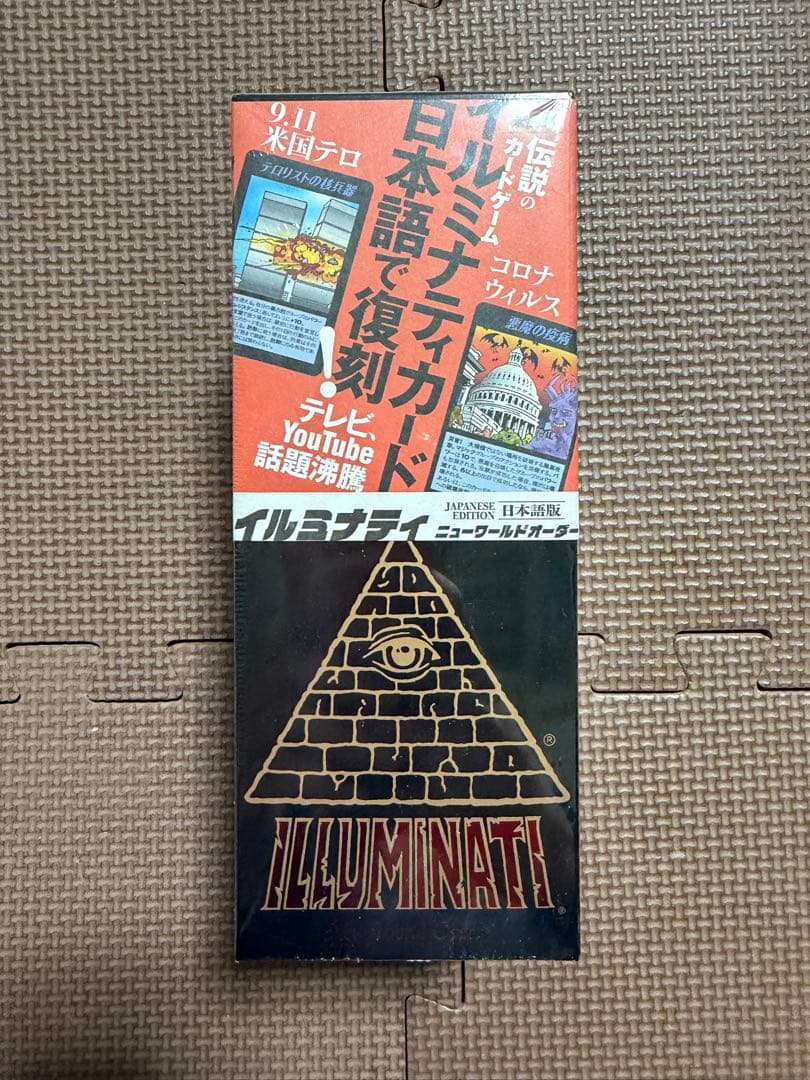 伝説の
カードゲーム
イルミナティカード
日本語で復刻
！
9.11
米国テロ
テロリストの核兵器
コロナ
ウィルス
悪魔の疫病
テレビ、
YouTube
話題沸騰
イルミナティ
JAPANESE
EDITION
日本語版
ニューワールドオーダー
®
ILLUMINATI
®